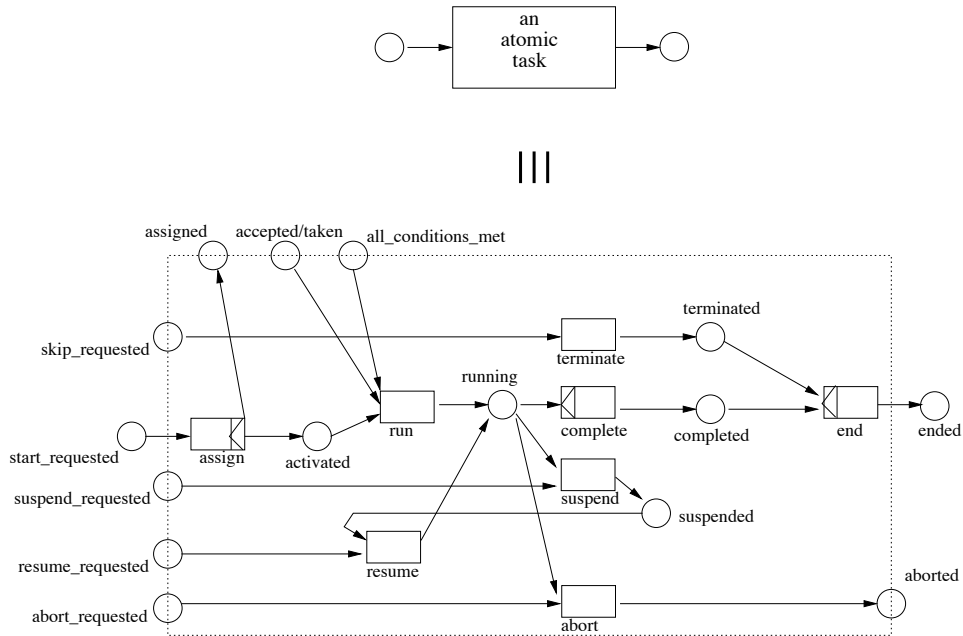 an
atomic
task
assigned
accepted/taken
all_conditions_met
skip_requested
terminate
terminated
running
start_requested
assign
activated
run
complete
completed
end
ended
suspend_requested
suspend
suspended
resume_requested
resume
abort_requested
abort
aborted